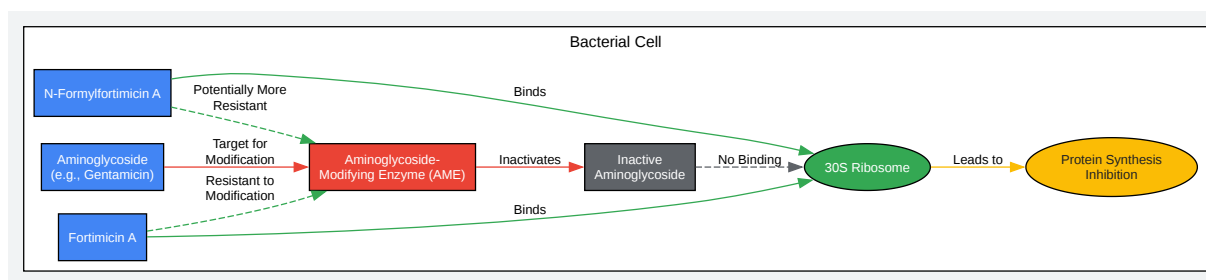 Bacterial Cell
N-Formylfortimicin A
Potentially More
Resistant
Binds
Aminoglycoside
(e.g., Gentamicin)
Target for
Modification
Aminoglycoside-
Modifying Enzyme (AME)
Inactivates
Inactive
Aminoglycoside
No Binding
30S Ribosome
Leads to
Protein Synthesis
Inhibition
Resistant to
Modification
Fortimicin A
Binds